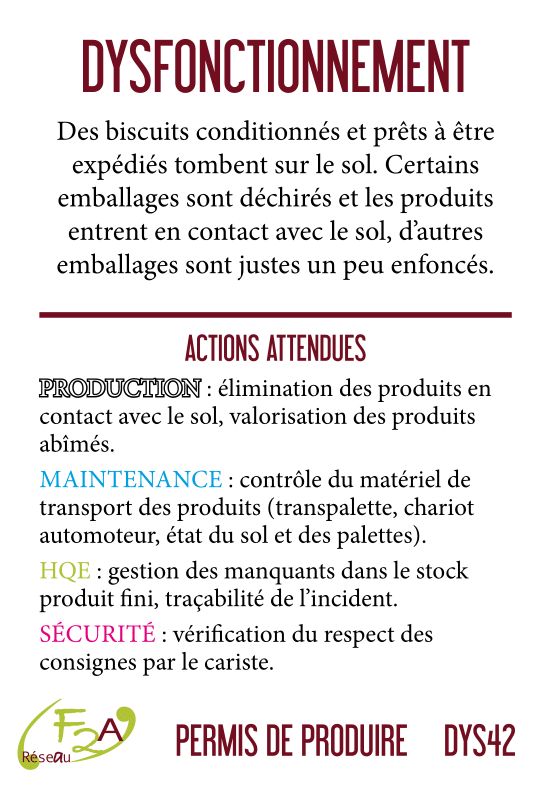 DYSFONCTIONNEMENT
Des biscuits conditionnés et prêts à être
expédiés tombent sur le sol. Certains
emballages sont déchirés et les produits
entrent en contact avec le sol, d’autres
emballages sont justes un peu enfoncés.
ACTIONS ATTENDUES
PRODUCTION : élimination des produits en
contact avec le sol, valorisation des produits
abîmés.
MAINTENANCE : contrôle du matériel de
transport des produits (transpalette, chariot
automoteur, état du sol et des palettes).
HQE : gestion des manquants dans le stock
produit fini, traçabilité de l’incident.
SÉCURITÉ : vérification du respect des
consignes par le cariste.
F2A
Réseau
PERMIS DE PRODUIRE DYS42